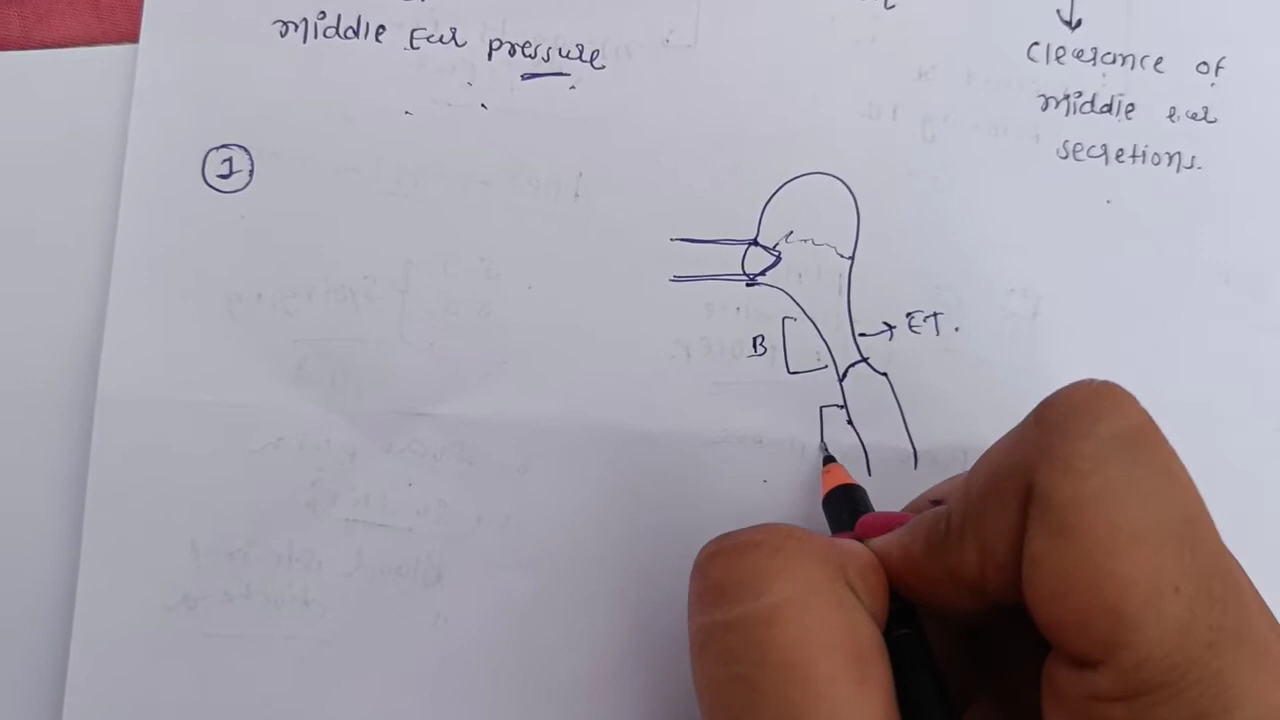 middle Ear pressure
clearance of
middle ear
secretions.
1
B
→ ET.